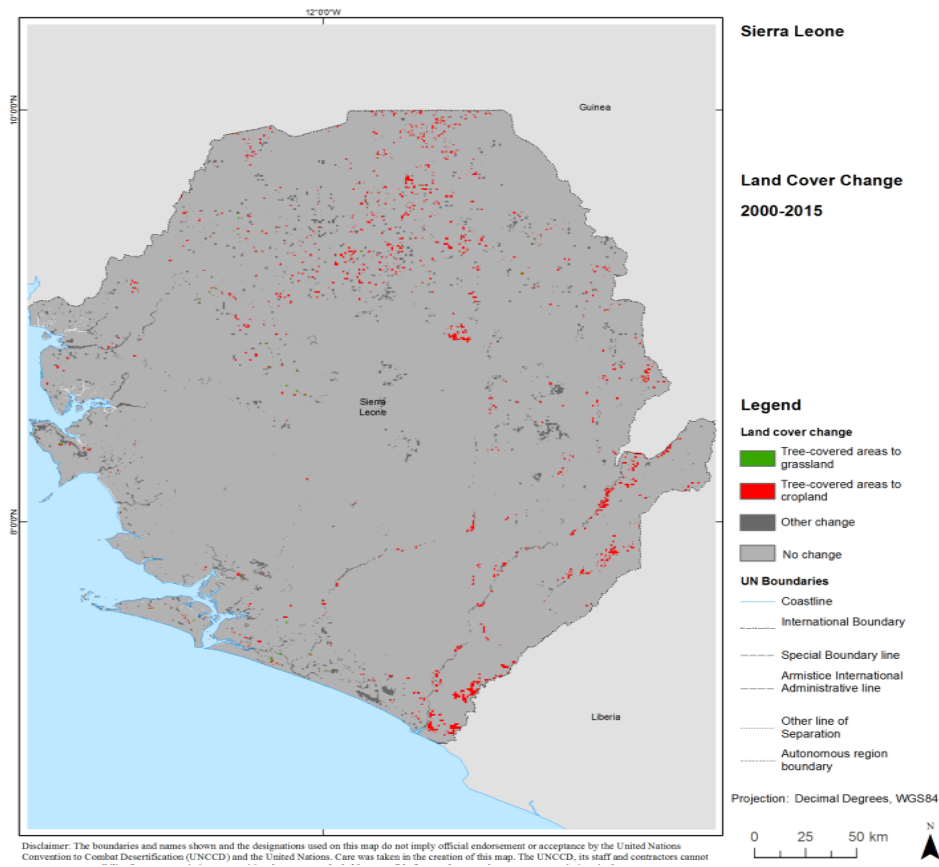 12°0'0"W
Sierra Leone
10°0'0"N
Guinea
Land Cover Change
2000-2015
Sierra
Leone
Legend
Land cover change
Tree-covered areas to
grassland
Tree-covered areas to
cropland
Other change
No change
8°0'0"N
UN Boundaries
Coastline
International Boundary
Special Boundary line
Armistice International
Administrative line
Liberia
Other line of
Separation
Autonomous region
boundary
Projection: Decimal Degrees, WGS84
N
0 25 50 km
Disclaimer: The boundaries and names shown and the designations used on this map do not imply official endorsement or acceptance by the United Nations
Convention to Combat Desertification (UNCCD) and the United Nations. Care was taken in the creation of this map. The UNCCD, its staff and contractors cannot